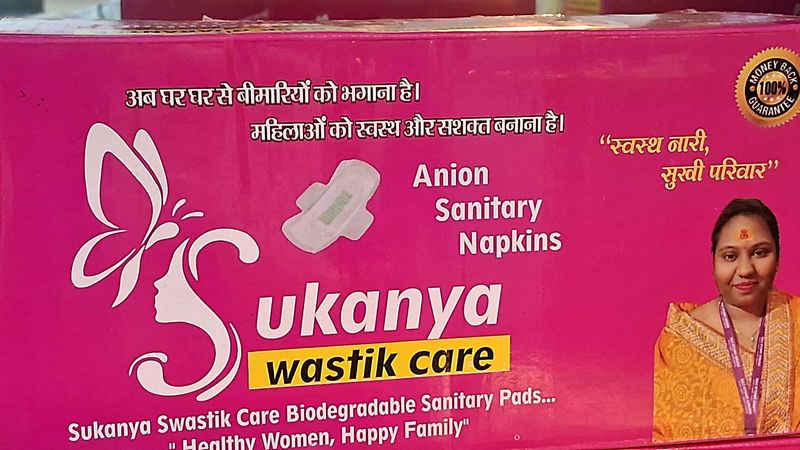 अब घर घर से बीमारियों को भगाना है।
महिलाओं को स्वस्थ और सशक्त बनाना है।
MONEY BACK
100%
GUARANTEE
"स्वस्थ नारी,
सुखी परिवार"
Anion
Sanitary
Napkins
Sukanya
wastik care
Sukanya Swastik Care Biodegradable Sanitary Pads...
" Healthy Women, Happy Family"